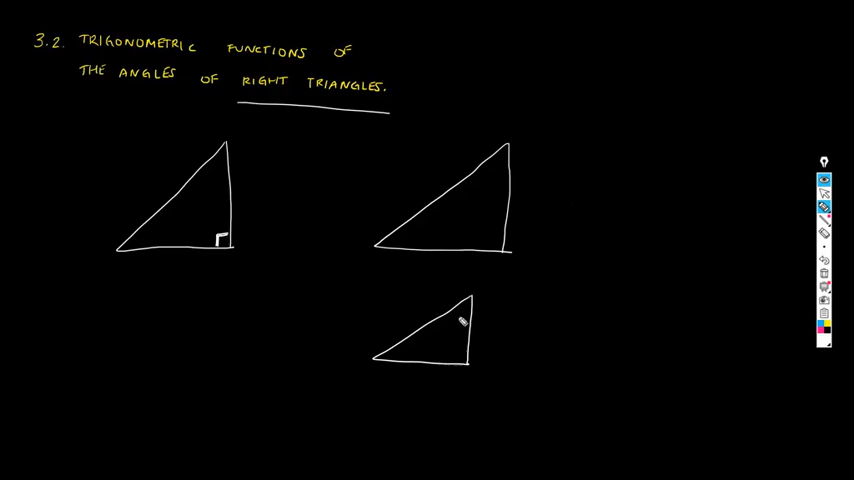 3.2. TRIGONOMETRIC FUNCTIONS OF
THE ANGLES OF RIGHT TRIANGLES.